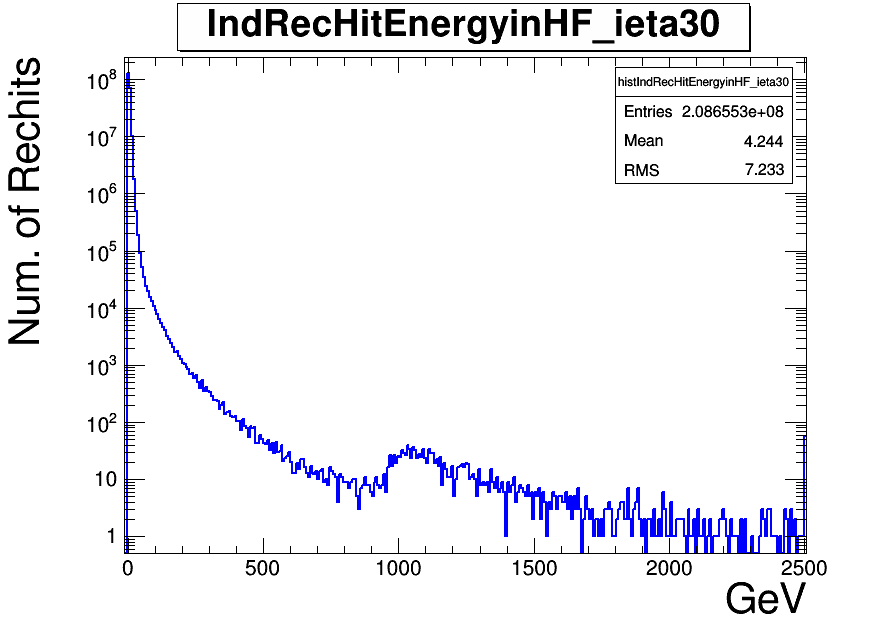 IndRecHitEnergyinHF_ieta30
histIndRecHitEnergyinHF_ieta30
Entries 2.086553e+08
Mean 4.244
RMS 7.233
Num. of Rechits
10⁸
10⁷
10⁶
10⁵
10⁴
10³
10²
10
1
0 500 1000 1500 2000 2500
GeV